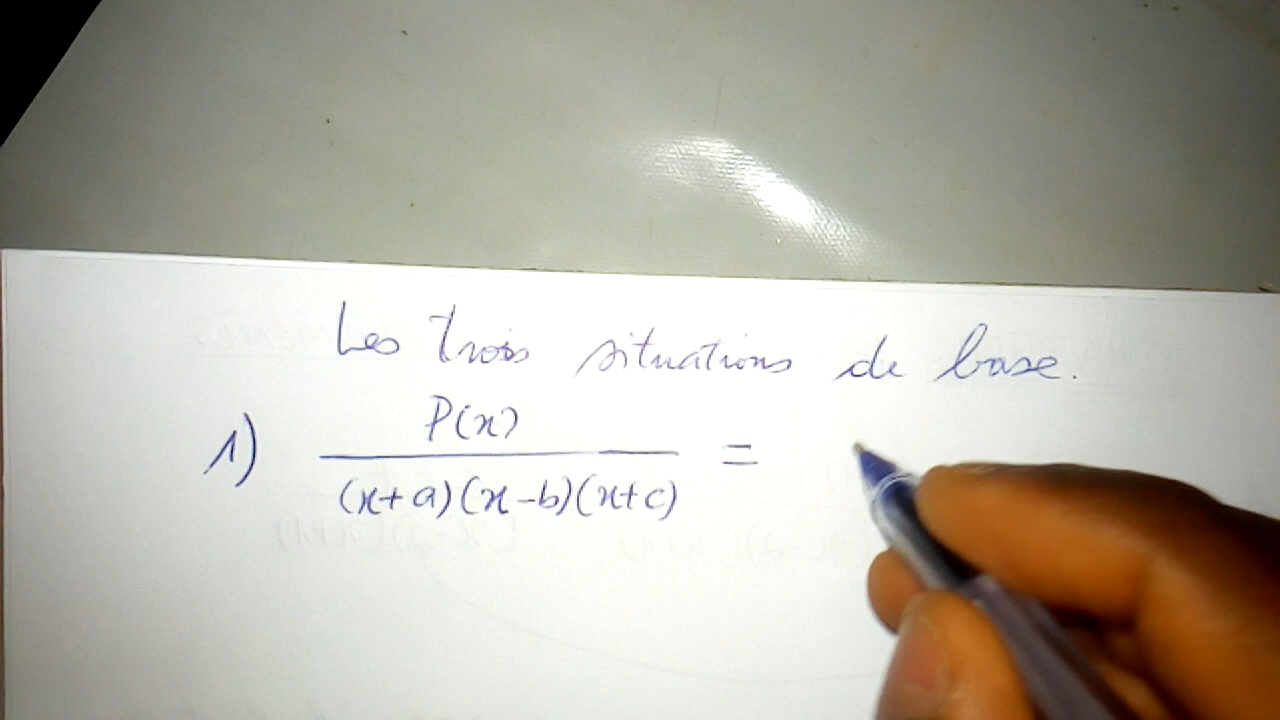 Les trois situations de base.
1) P(x) / (x+a)(x-b)(x+c) =